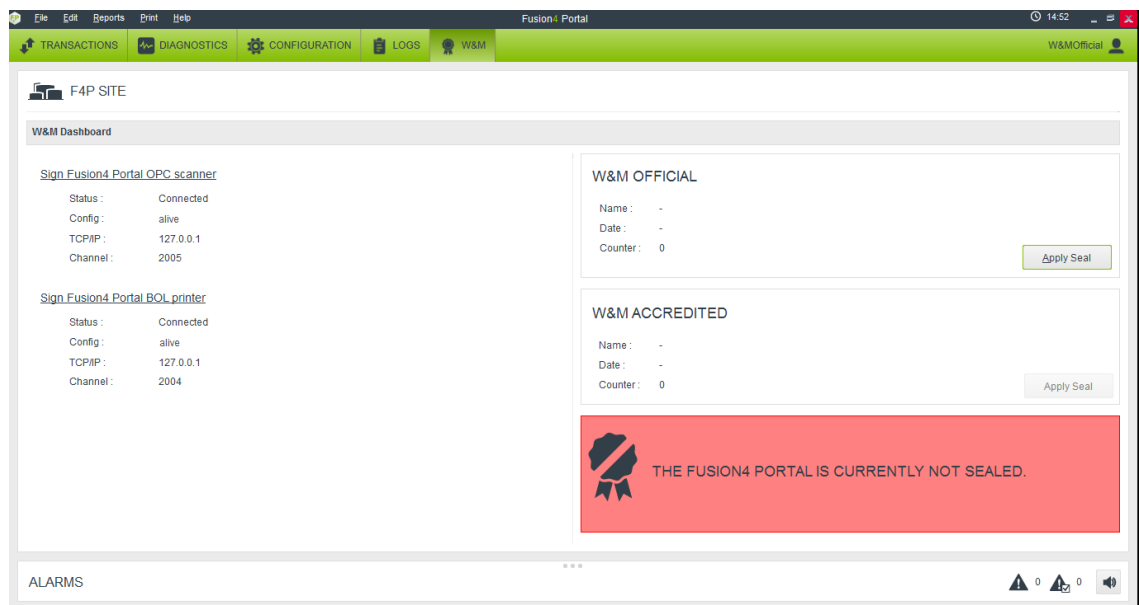 FP File Edit Reports Print Help Fusion4 Portal 14:52
TRANSACTIONS DIAGNOSTICS CONFIGURATION LOGS W&M W&MOfficial
F4P SITE
W&M Dashboard
Sign Fusion4 Portal OPC scanner
Status : Connected
Config : alive
TCP/IP : 127.0.0.1
Channel : 2005
Sign Fusion4 Portal BOL printer
Status : Connected
Config : alive
TCP/IP : 127.0.0.1
Channel : 2004
W&M OFFICIAL
Name : -
Date : -
Counter : 0
Apply Seal
W&M ACCREDITED
Name : -
Date : -
Counter : 0
Apply Seal
THE FUSION4 PORTAL IS CURRENTLY NOT SEALED.
ALARMS 0 0